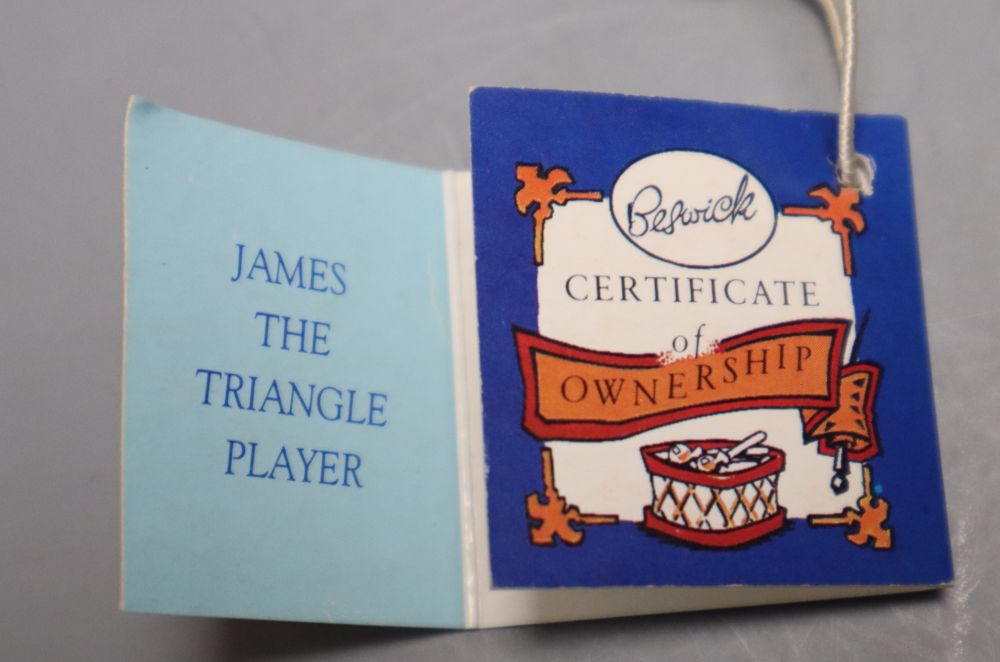 JAMES
THE
TRIANGLE
PLAYER
Beswick
CERTIFICATE
of
OWNERSHIP